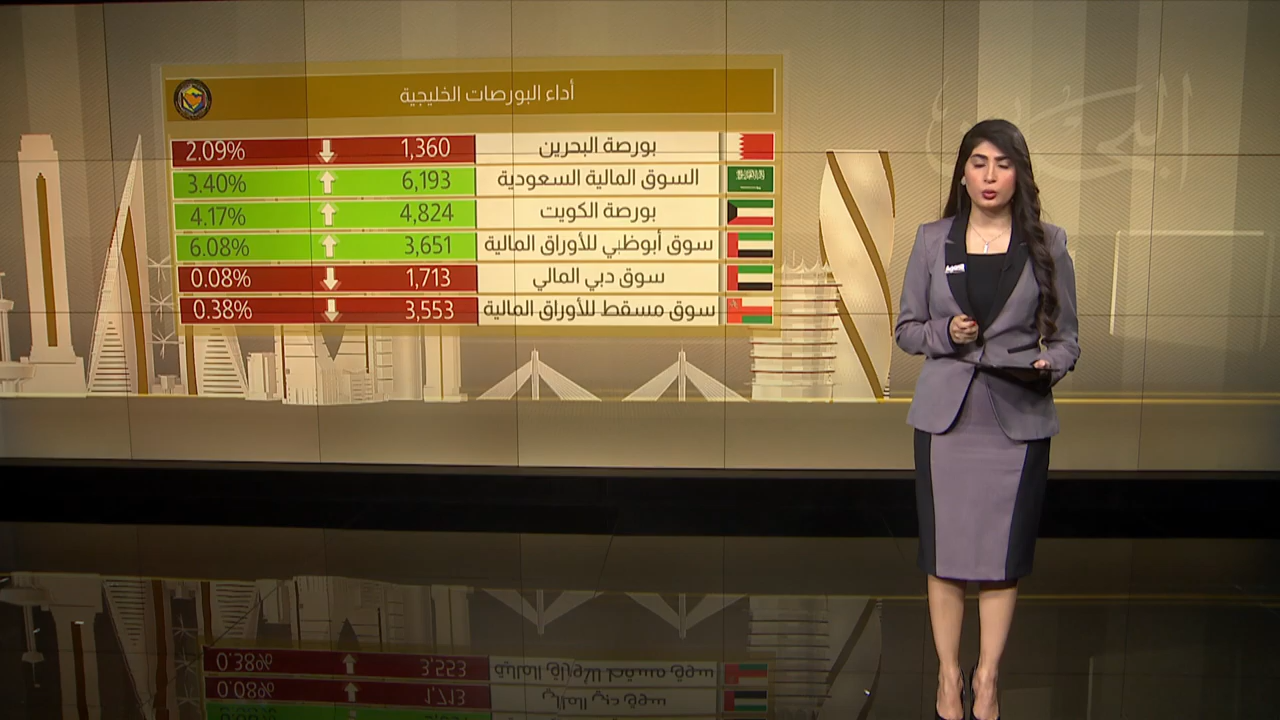 أداء البورصات الخليجية
بورصة البحرين 1,360 2.09%
السوق المالية السعودية 6,193 3.40%
بورصة الكويت 4,824 4.17%
سوق أبوظبي للأوراق المالية 3,651 6.08%
سوق دبي المالي 1,713 0.08%
سوق مسقط للأوراق المالية 3,553 0.38%